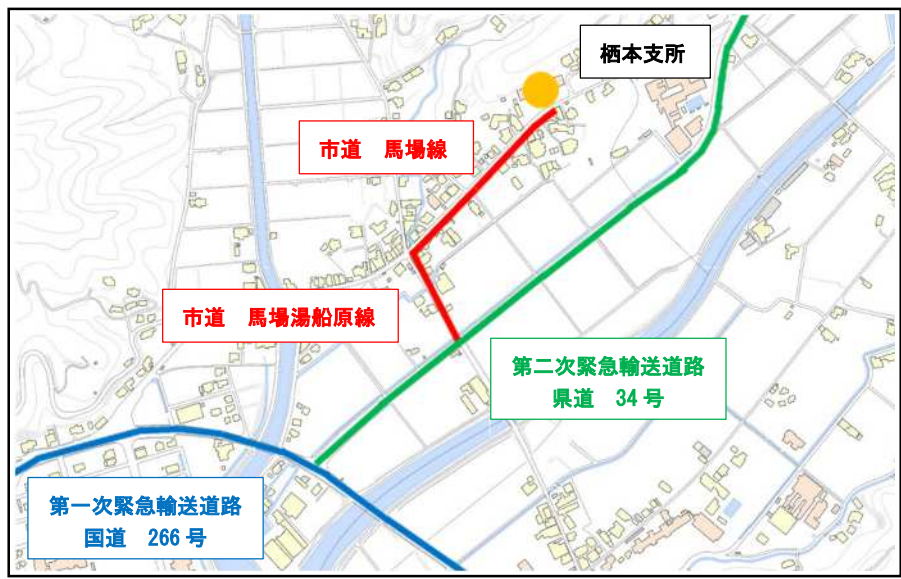 栖本支所
市道　馬場線
市道　馬場湯船原線
第二次緊急輸送道路
県道　34号
第一次緊急輸送道路
国道　266号